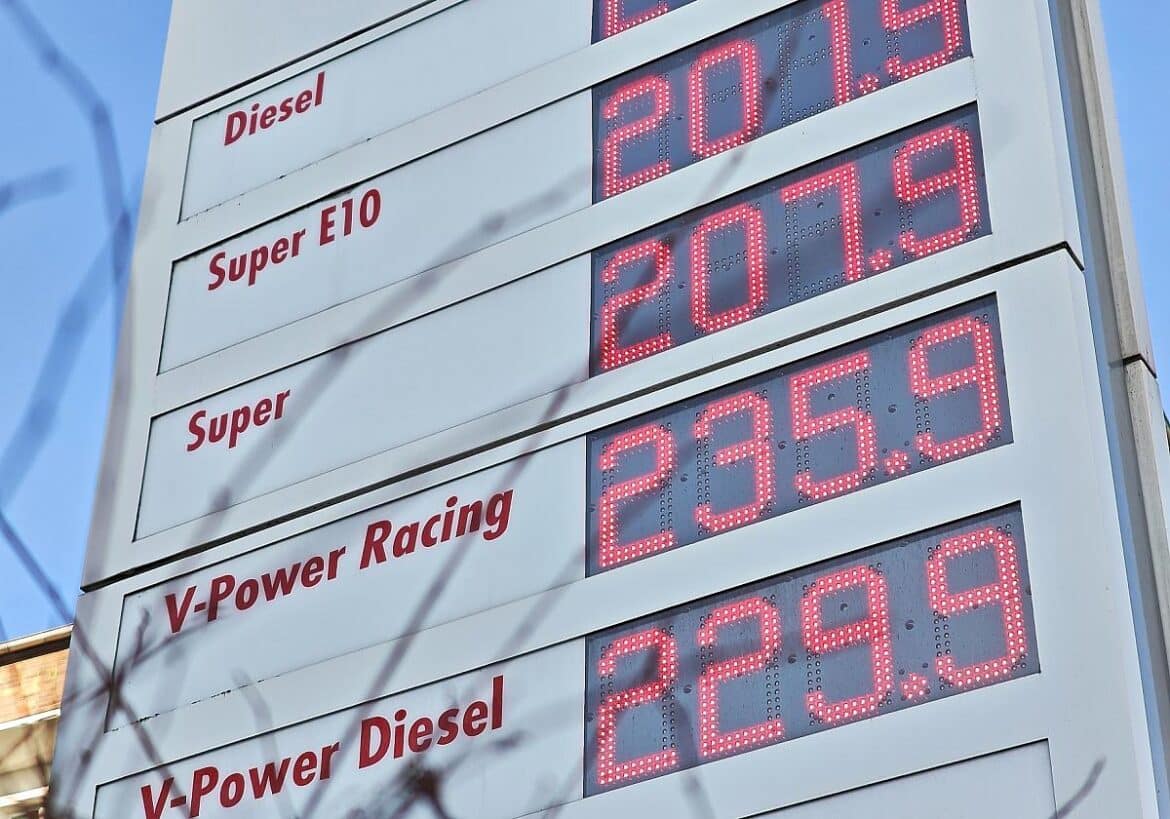 Diesel
Super E10 201.9
Super 207.9
V-Power Racing 235.9
V-Power Diesel 229.9